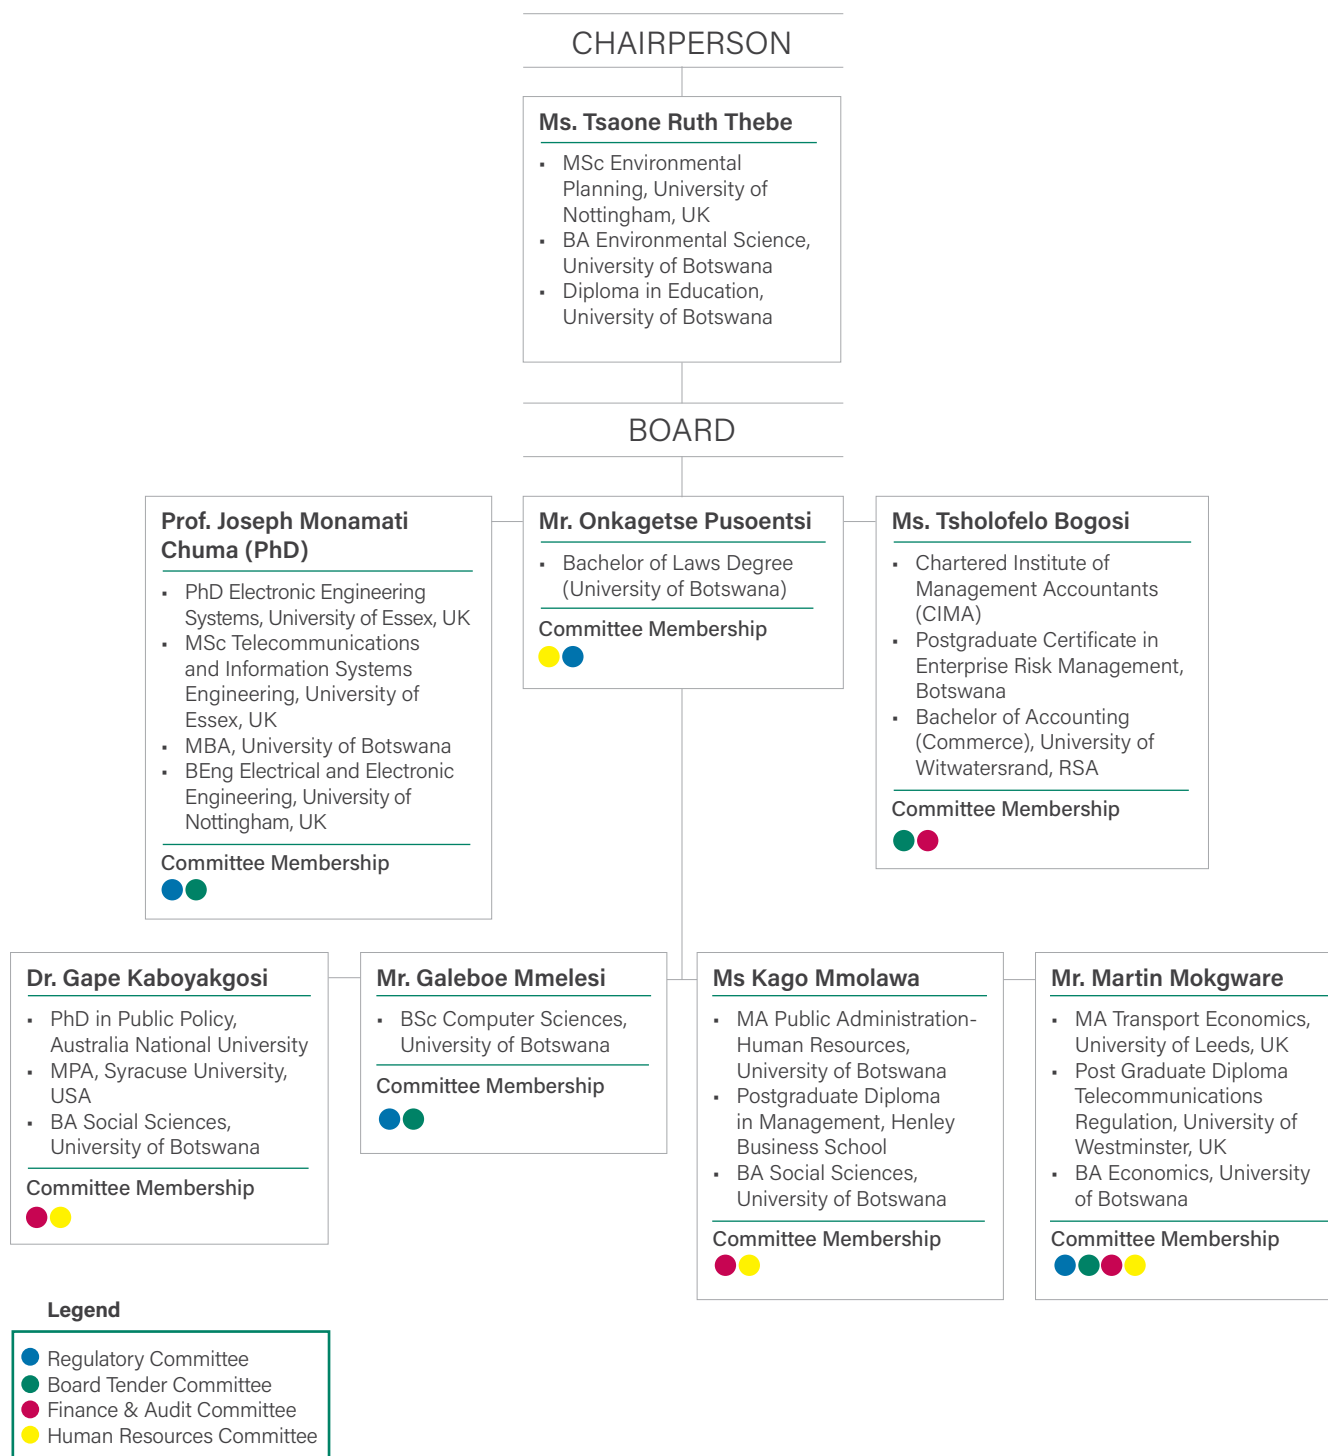 CHAIRPERSON
Ms. Tsaone Ruth Thebe
▪ MSc Environmental
Planning, University of
Nottingham, UK
▪ BA Environmental Science,
University of Botswana
▪ Diploma in Education,
University of Botswana
BOARD
Prof. Joseph Monamati
Chuma (PhD)
▪ PhD Electronic Engineering
Systems, University of Essex, UK
▪ MSc Telecommunications
and Information Systems
Engineering, University of
Essex, UK
▪ MBA, University of Botswana
▪ BEng Electrical and Electronic
Engineering, University of
Nottingham, UK
Committee Membership
Mr. Onkagetse Pusoentsi
▪ Bachelor of Laws Degree
(University of Botswana)
Committee Membership
Ms. Tsholofelo Bogosi
▪ Chartered Institute of
Management Accountants
(CIMA)
▪ Postgraduate Certificate in
Enterprise Risk Management,
Botswana
▪ Bachelor of Accounting
(Commerce), University of
Witwatersrand, RSA
Committee Membership
Dr. Gape Kaboyakgosi
▪ PhD in Public Policy,
Australia National University
▪ MPA, Syracuse University,
USA
▪ BA Social Sciences,
University of Botswana
Committee Membership
Mr. Galeboe Mmelesi
▪ BSc Computer Sciences,
University of Botswana
Committee Membership
Ms Kago Mmolawa
▪ MA Public Administration-
Human Resources,
University of Botswana
▪ Postgraduate Diploma
in Management, Henley
Business School
▪ BA Social Sciences,
University of Botswana
Committee Membership
Mr. Martin Mokgware
▪ MA Transport Economics,
University of Leeds, UK
▪ Post Graduate Diploma
Telecommunications
Regulation, University of
Westminster, UK
▪ BA Economics, University
of Botswana
Committee Membership
Legend
Regulatory Committee
Board Tender Committee
Finance & Audit Committee
Human Resources Committee